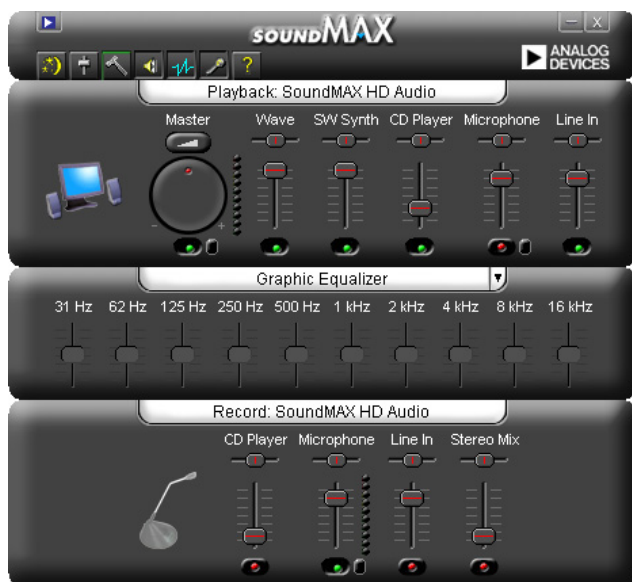 SOUNDMAX
ANALOG
DEVICES
?
Playback: SoundMAX HD Audio
Master Wave SW Synth CD Player Microphone Line In
- +
Graphic Equalizer
31 Hz 62 Hz 125 Hz 250 Hz 500 Hz 1 kHz 2 kHz 4 kHz 8 kHz 16 kHz
Record: SoundMAX HD Audio
CD Player Microphone Line In Stereo Mix